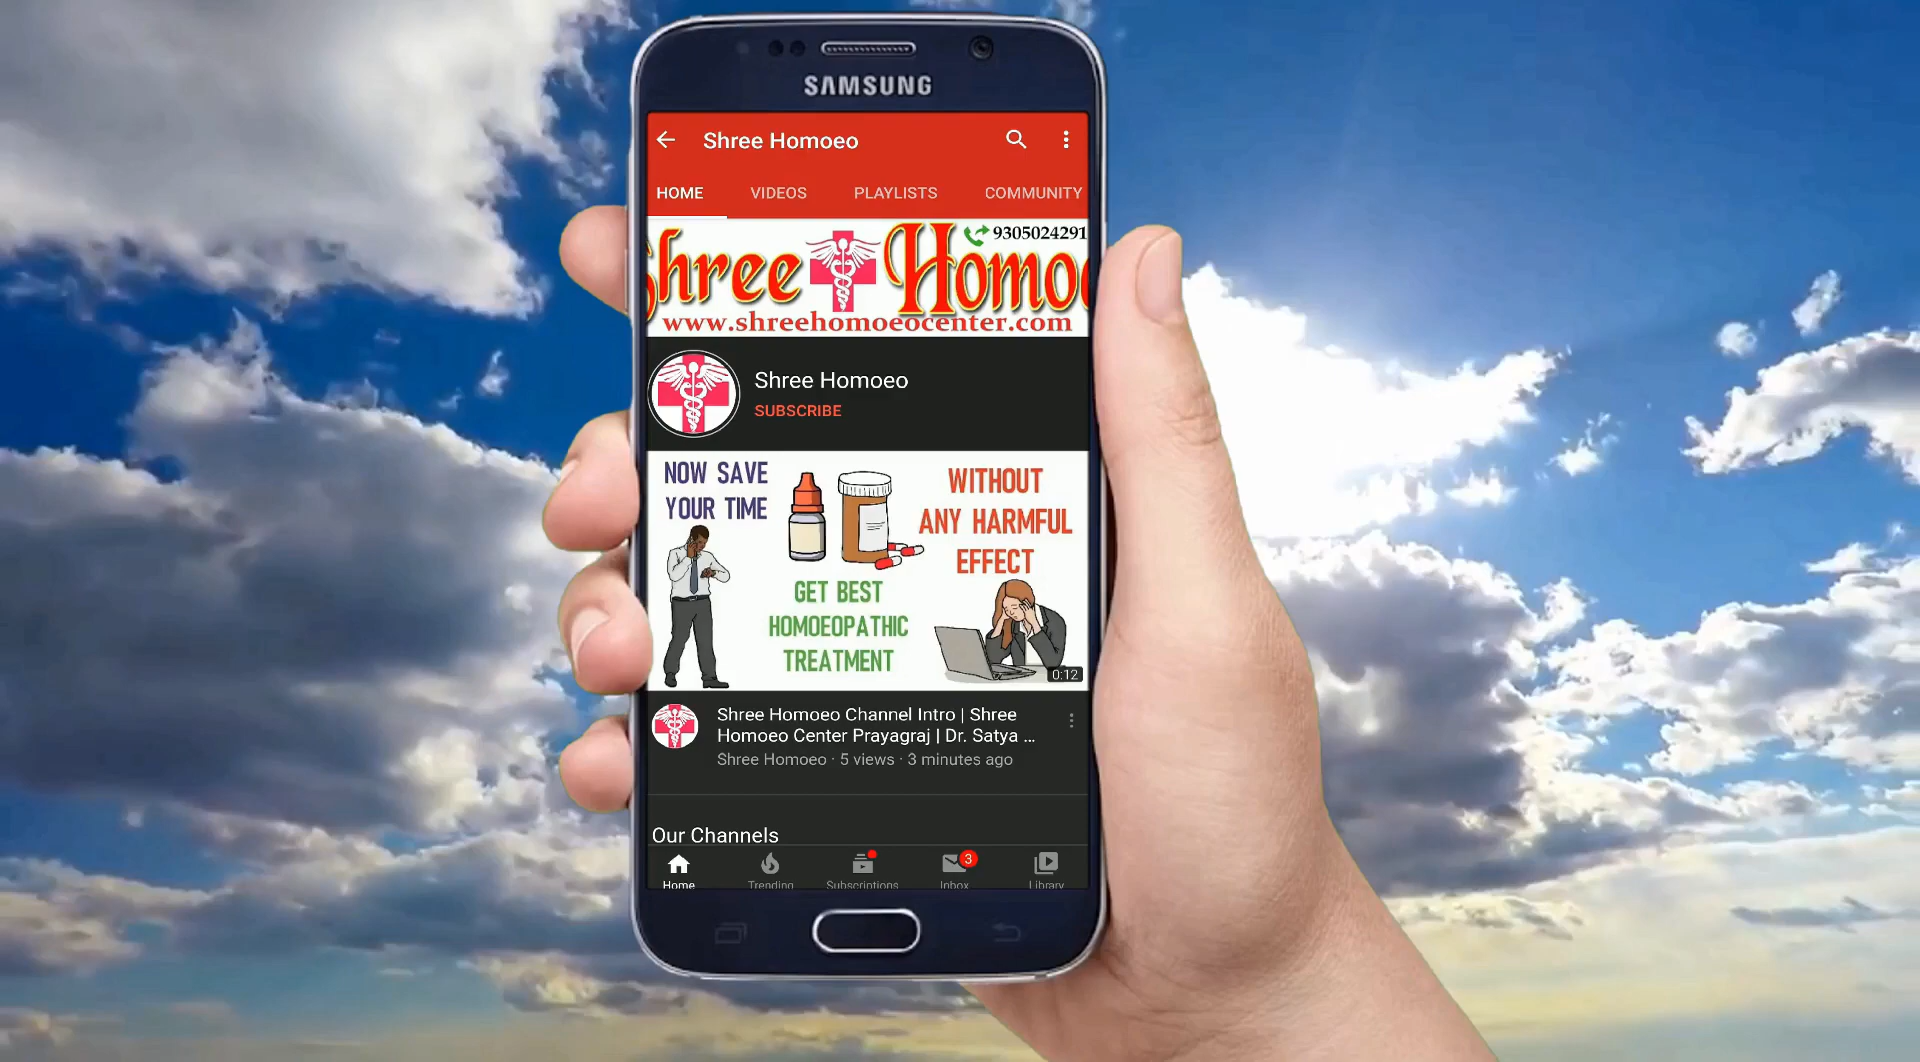 SAMSUNG
Shree Homoeo
HOME VIDEOS PLAYLISTS COMMUNITY
9305024291
Shree Homoe
www.shreehomoeocenter.com
Shree Homoeo
SUBSCRIBE
NOW SAVE
YOUR TIME
WITHOUT
ANY HARMFUL
EFFECT
GET BEST
HOMOEOPATHIC
TREATMENT
0:12
Shree Homoeo Channel Intro | Shree
Homoeo Center Prayagraj | Dr. Satya ...
Shree Homoeo · 5 views · 3 minutes ago
Our Channels
3
Home Trending Subscriptions Inbox Library